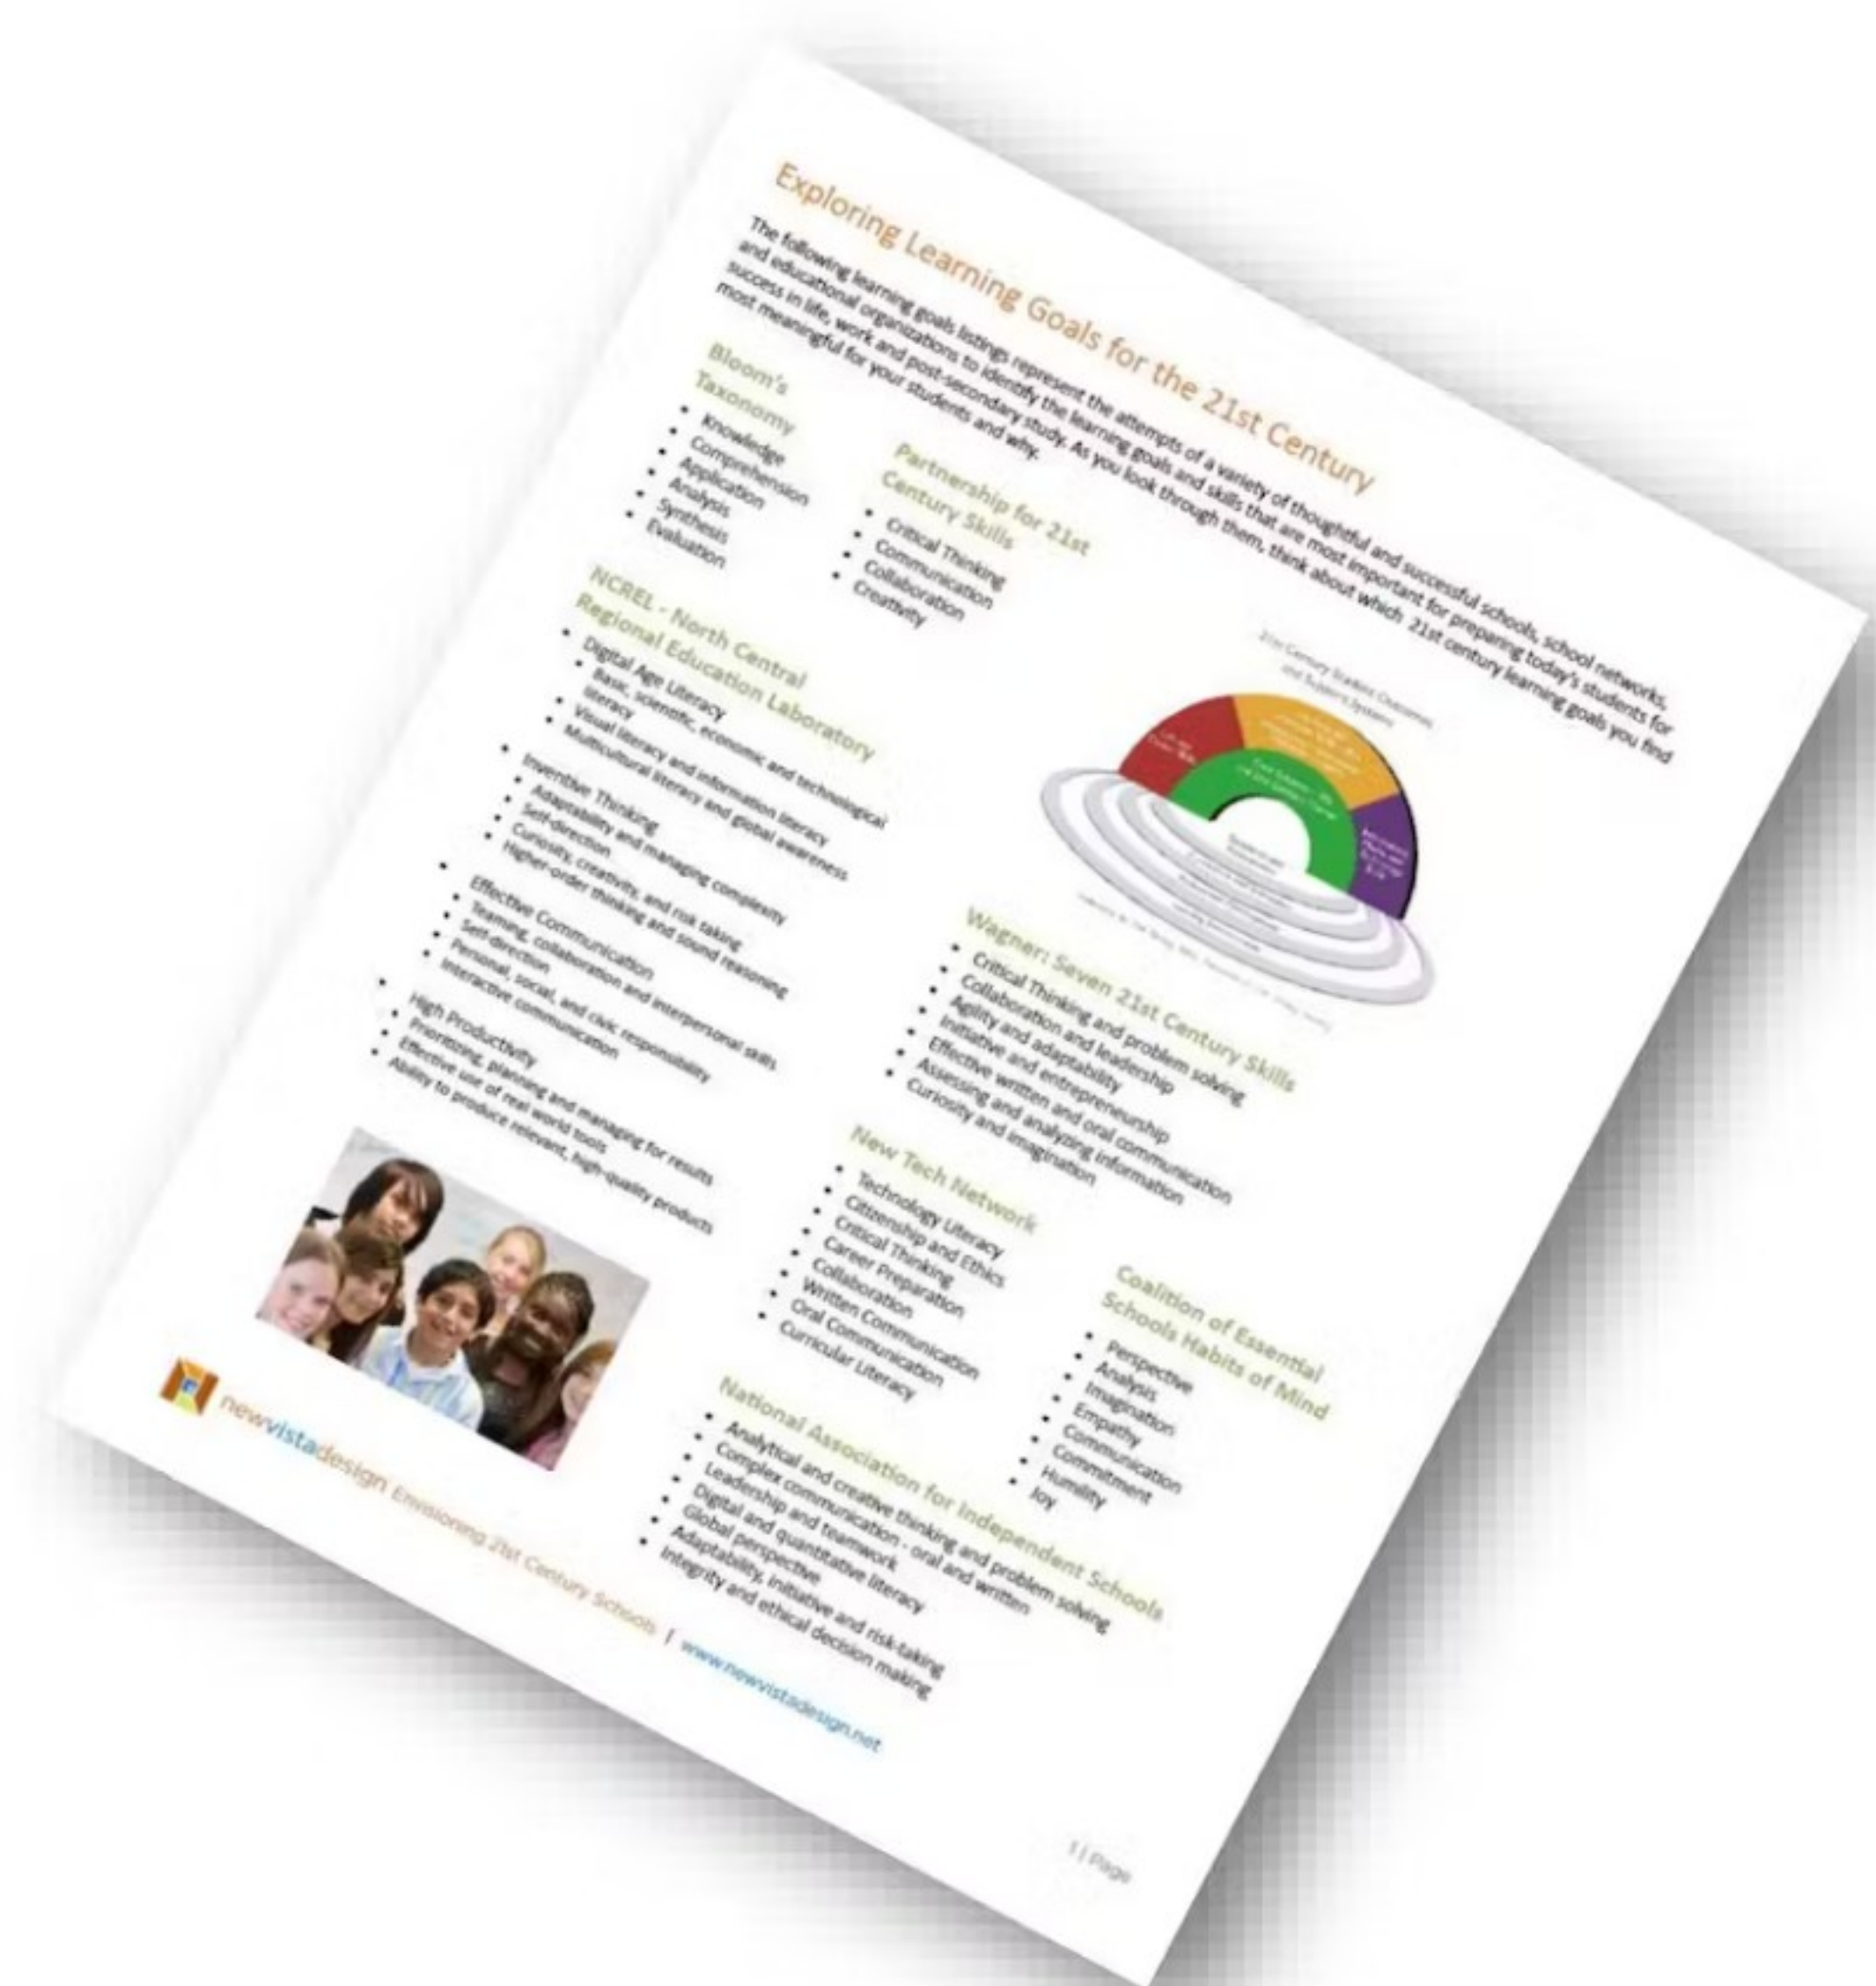 Exploring Learning Goals for the 21st Century
The following learning goals listings represent the attempts of a variety of thoughtful and successful schools, school networks,
and educational organizations to identify the learning goals and skills that are most important for preparing today's students for
success in life, work and post-secondary study. As you look through them, think about which 21st century learning goals you find
most meaningful for your students and why.
Bloom's
Taxonomy
• Knowledge
• Comprehension
• Application
• Analysis
• Synthesis
• Evaluation
Partnership for 21st
Century Skills
• Critical Thinking
• Communication
• Collaboration
• Creativity
NCREL - North Central
Regional Education Laboratory
• Digital Age Literacy
• Basic, scientific, economic and technological
literacy
• Visual literacy and information literacy
• Multicultural literacy and global awareness
• Inventive Thinking
• Adaptability and managing complexity
• Self-direction
• Curiosity, creativity, and risk taking
• Higher-order thinking and sound reasoning
• Effective Communication
• Teaming, collaboration and interpersonal skills
• Self-direction
• Personal, social, and civic responsibility
• Interactive communication
• High Productivity
• Prioritizing, planning and managing for results
• Effective use of real world tools
• Ability to produce relevant, high-quality products
21st Century Student Outcomes
and Support Systems
Wagner: Seven 21st Century Skills
• Critical Thinking and problem solving
• Collaboration and leadership
• Agility and adaptability
• Initiative and entrepreneurship
• Effective written and oral communication
• Assessing and analyzing information
• Curiosity and imagination
New Tech Network
• Technology Literacy
• Citizenship and Ethics
• Critical Thinking
• Career Preparation
• Collaboration
• Written Communication
• Oral Communication
• Curricular Literacy
Coalition of Essential
Schools Habits of Mind
• Perspective
• Analysis
• Imagination
• Empathy
• Communication
• Commitment
• Humility
• Joy
National Association for Independent Schools
• Analytical and creative thinking and problem solving
• Complex communication - oral and written
• Leadership and teamwork
• Digital and quantitative literacy
• Global perspective
• Adaptability, initiative and risk-taking
• Integrity and ethical decision making
newvistadesign Envisioning 21st Century Schools | www.newvistadesign.net
1 | Page